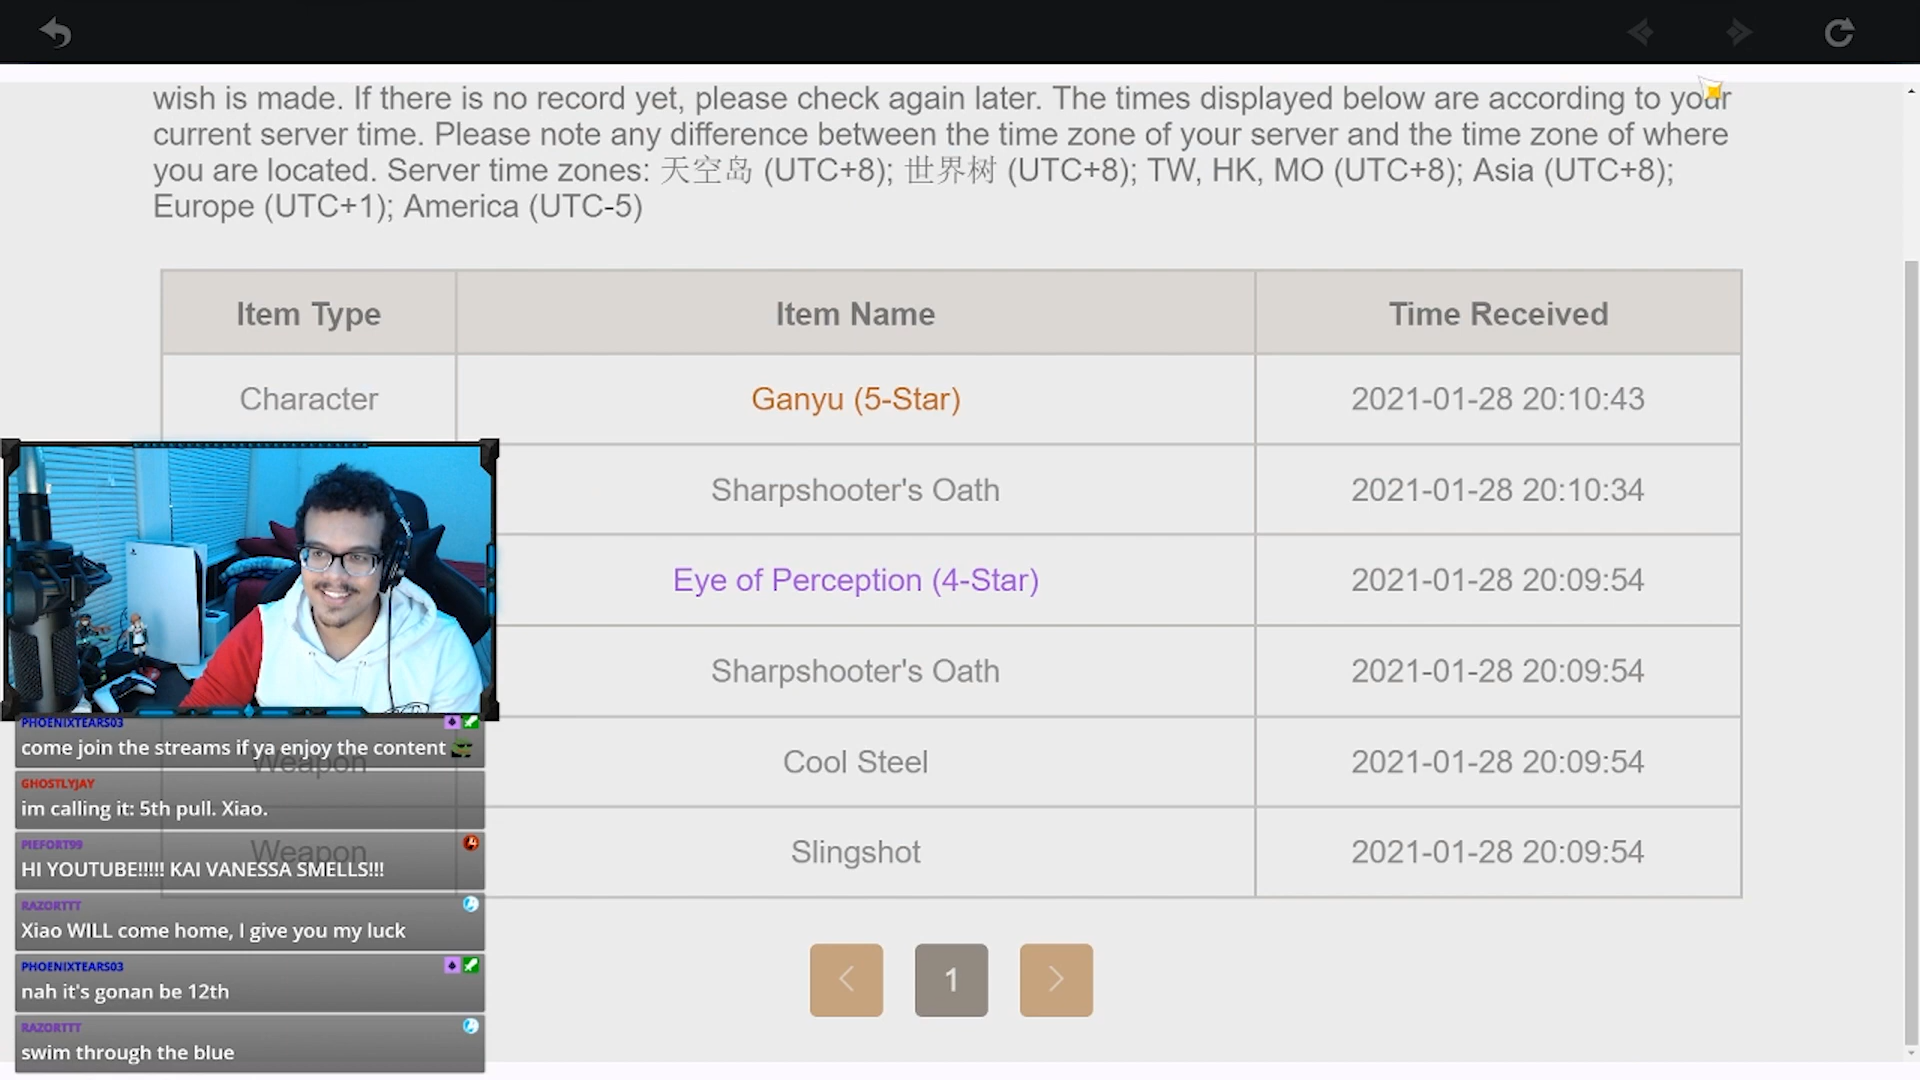 wish is made. If there is no record yet, please check again later. The times displayed below are according to your
current server time. Please note any difference between the time zone of your server and the time zone of where
you are located. Server time zones: 天空岛 (UTC+8); 世界树 (UTC+8); TW, HK, MO (UTC+8); Asia (UTC+8);
Europe (UTC+1); America (UTC-5)
Item Type Item Name Time Received
Character Ganyu (5-Star) 2021-01-28 20:10:43
Sharpshooter's Oath 2021-01-28 20:10:34
Eye of Perception (4-Star) 2021-01-28 20:09:54
Sharpshooter's Oath 2021-01-28 20:09:54
Weapon Cool Steel 2021-01-28 20:09:54
Weapon Slingshot 2021-01-28 20:09:54
1
PHOENIXTEARS03
come join the streams if ya enjoy the content
GHOSTLYJAY
im calling it: 5th pull. Xiao.
PIEFORT99
HI YOUTUBE!!!!! KAI VANESSA SMELLS!!!
RAZORTTT
Xiao WILL come home, I give you my luck
PHOENIXTEARS03
nah it's gonan be 12th
RAZORTTT
swim through the blue